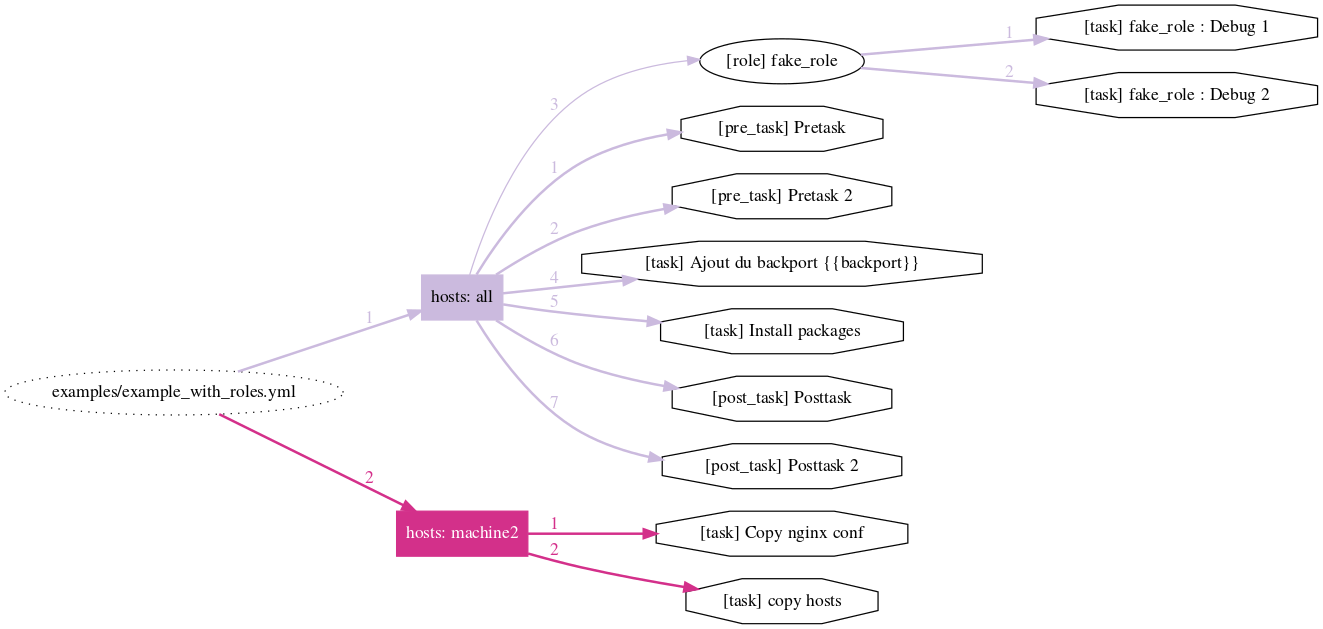 [task] fake_role : Debug 1
1
[role] fake_role
2
[task] fake_role : Debug 2
3
[pre_task] Pretask
1
[pre_task] Pretask 2
2
[task] Ajout du backport {{backport}}
4
hosts: all
5
1
[task] Install packages
6
examples/example_with_roles.yml
[post_task] Posttask
7
[post_task] Posttask 2
2
hosts: machine2
1
[task] Copy nginx conf
2
[task] copy hosts